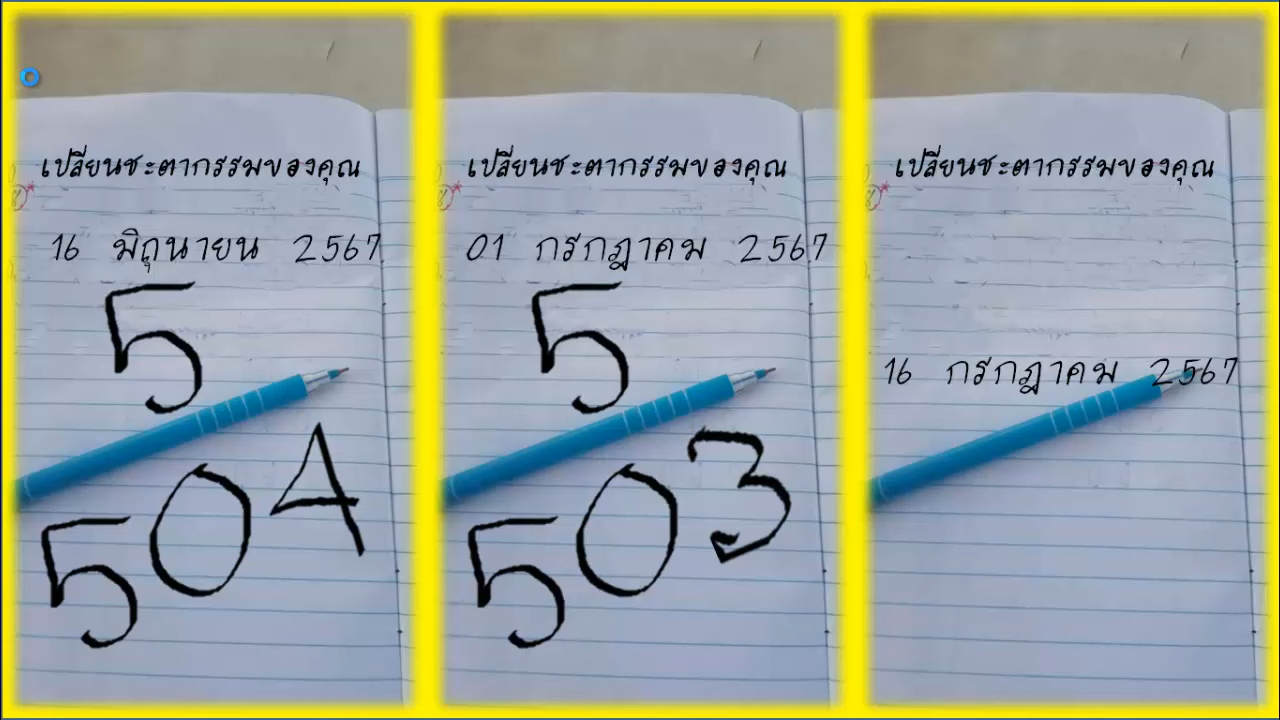 เปลี่ยนชะตากรรมของคุณ
16 มิถุนายน 2567
5
504
เปลี่ยนชะตากรรมของคุณ
01 กรกฎาคม 2567
5
503
เปลี่ยนชะตากรรมของคุณ
16 กรกฎาคม 2567